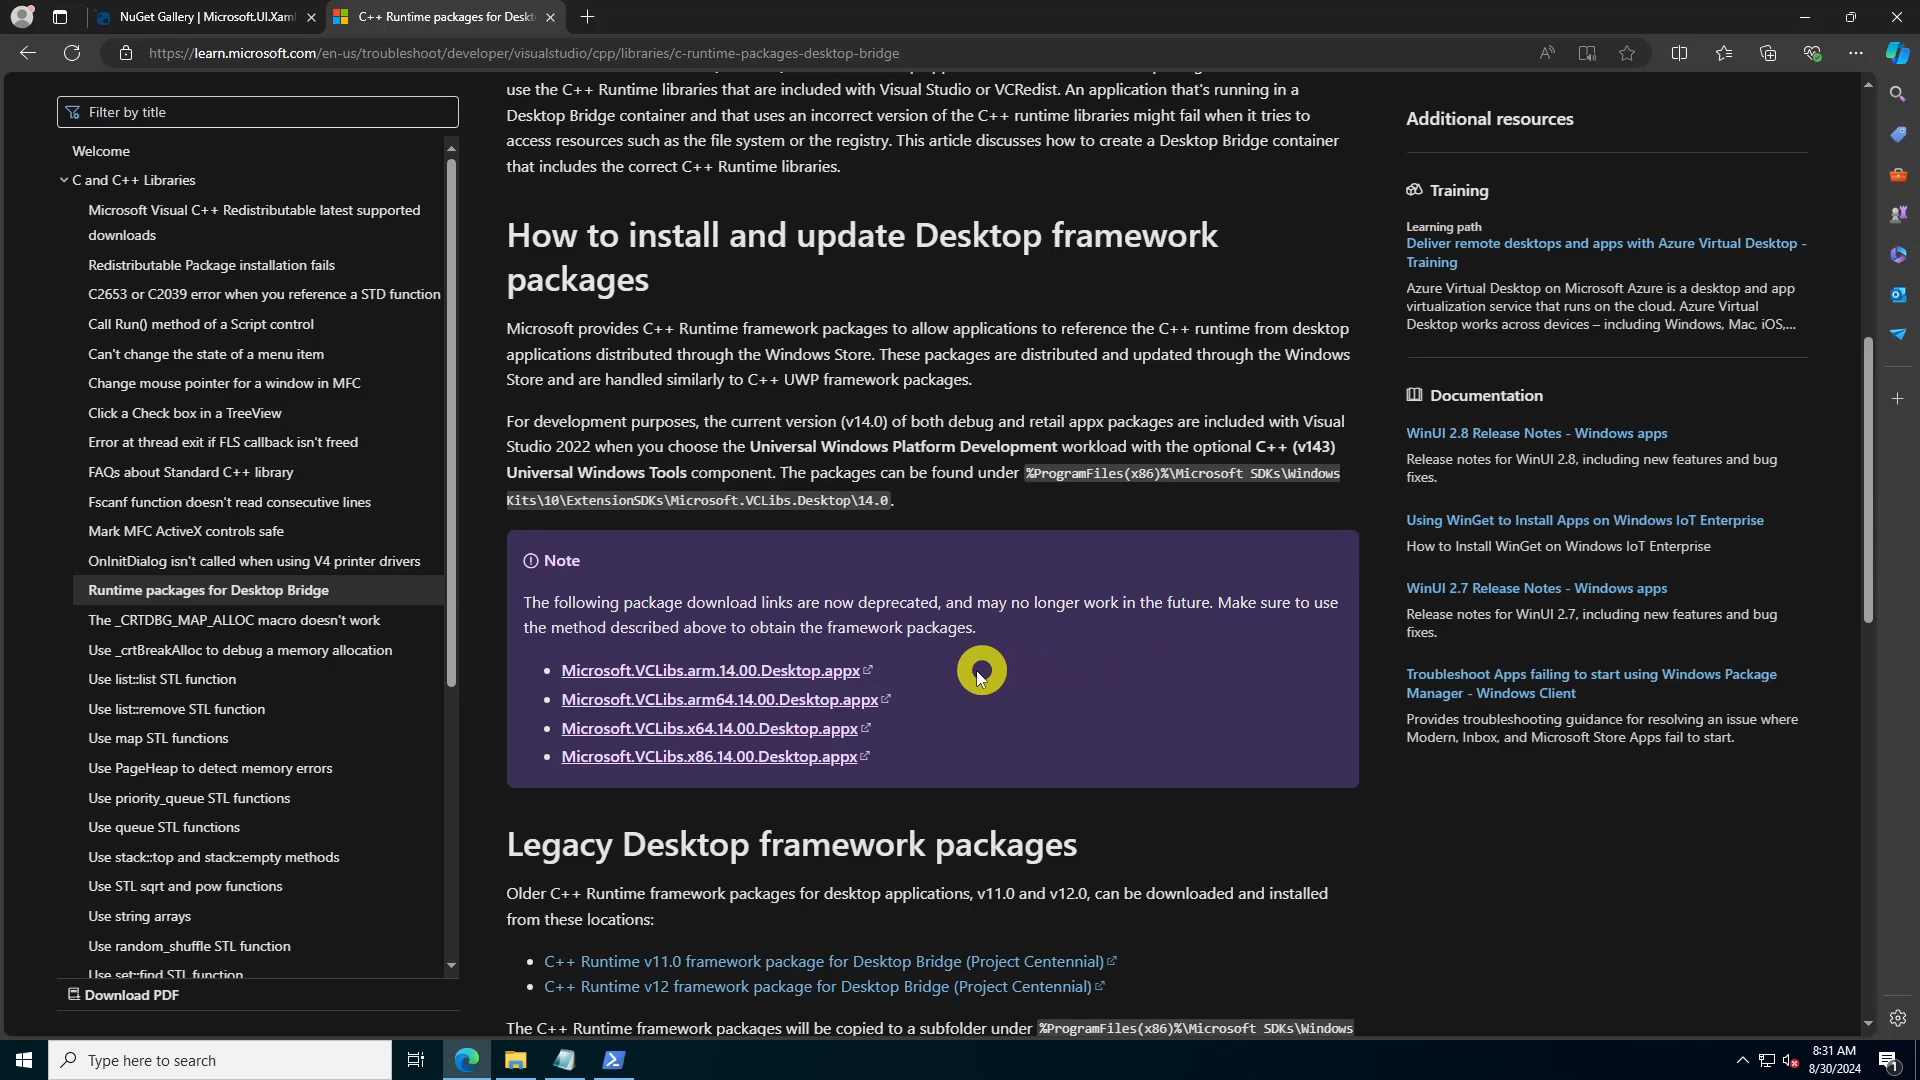 NuGet Gallery | Microsoft.UI.Xaml
C++ Runtime packages for Deskt
https://learn.microsoft.com/en-us/troubleshoot/developer/visualstudio/cpp/libraries/c-runtime-packages-desktop-bridge
Filter by title
Welcome
C and C++ Libraries
Microsoft Visual C++ Redistributable latest supported
downloads
Redistributable Package installation fails
C2653 or C2039 error when you reference a STD function
Call Run() method of a Script control
Can't change the state of a menu item
Change mouse pointer for a window in MFC
Click a Check box in a TreeView
Error at thread exit if FLS callback isn't freed
FAQs about Standard C++ library
Fscanf function doesn't read consecutive lines
Mark MFC ActiveX controls safe
OnInitDialog isn't called when using V4 printer drivers
Runtime packages for Desktop Bridge
The _CRTDBG_MAP_ALLOC macro doesn't work
Use _crtBreakAlloc to debug a memory allocation
Use list::list STL function
Use list::remove STL function
Use map STL functions
Use PageHeap to detect memory errors
Use priority_queue STL functions
Use queue STL functions
Use stack::top and stack::empty methods
Use STL sqrt and pow functions
Use string arrays
Use random_shuffle STL function
Use set::find STL function
Download PDF
use the C++ Runtime libraries that are included with Visual Studio or VCRedist. An application that's running in a
Desktop Bridge container and that uses an incorrect version of the C++ runtime libraries might fail when it tries to
access resources such as the file system or the registry. This article discusses how to create a Desktop Bridge container
that includes the correct C++ Runtime libraries.
How to install and update Desktop framework
packages
Microsoft provides C++ Runtime framework packages to allow applications to reference the C++ runtime from desktop
applications distributed through the Windows Store. These packages are distributed and updated through the Windows
Store and are handled similarly to C++ UWP framework packages.
For development purposes, the current version (v14.0) of both debug and retail appx packages are included with Visual
Studio 2022 when you choose the Universal Windows Platform Development workload with the optional C++ (v143)
Universal Windows Tools component. The packages can be found under %ProgramFiles(x86)%\Microsoft SDKs\Windows
Kits\10\ExtensionSDKs\Microsoft.VCLibs.Desktop\14.0.
Note
The following package download links are now deprecated, and may no longer work in the future. Make sure to use
the method described above to obtain the framework packages.
• Microsoft.VCLibs.arm.14.00.Desktop.appx
• Microsoft.VCLibs.arm64.14.00.Desktop.appx
• Microsoft.VCLibs.x64.14.00.Desktop.appx
• Microsoft.VCLibs.x86.14.00.Desktop.appx
Legacy Desktop framework packages
Older C++ Runtime framework packages for desktop applications, v11.0 and v12.0, can be downloaded and installed
from these locations:
• C++ Runtime v11.0 framework package for Desktop Bridge (Project Centennial)
• C++ Runtime v12 framework package for Desktop Bridge (Project Centennial)
The C++ Runtime framework packages will be copied to a subfolder under %ProgramFiles(x86)%\Microsoft SDKs\Windows
Additional resources
Training
Learning path
Deliver remote desktops and apps with Azure Virtual Desktop -
Training
Azure Virtual Desktop on Microsoft Azure is a desktop and app
virtualization service that runs on the cloud. Azure Virtual
Desktop works across devices – including Windows, Mac, iOS,...
Documentation
WinUI 2.8 Release Notes - Windows apps
Release notes for WinUI 2.8, including new features and bug
fixes.
Using WinGet to Install Apps on Windows IoT Enterprise
How to Install WinGet on Windows IoT Enterprise
WinUI 2.7 Release Notes - Windows apps
Release notes for WinUI 2.7, including new features and bug
fixes.
Troubleshoot Apps failing to start using Windows Package
Manager - Windows Client
Provides troubleshooting guidance for resolving an issue where
Modern, Inbox, and Microsoft Store Apps fail to start.
Type here to search
8:31 AM
8/30/2024
1